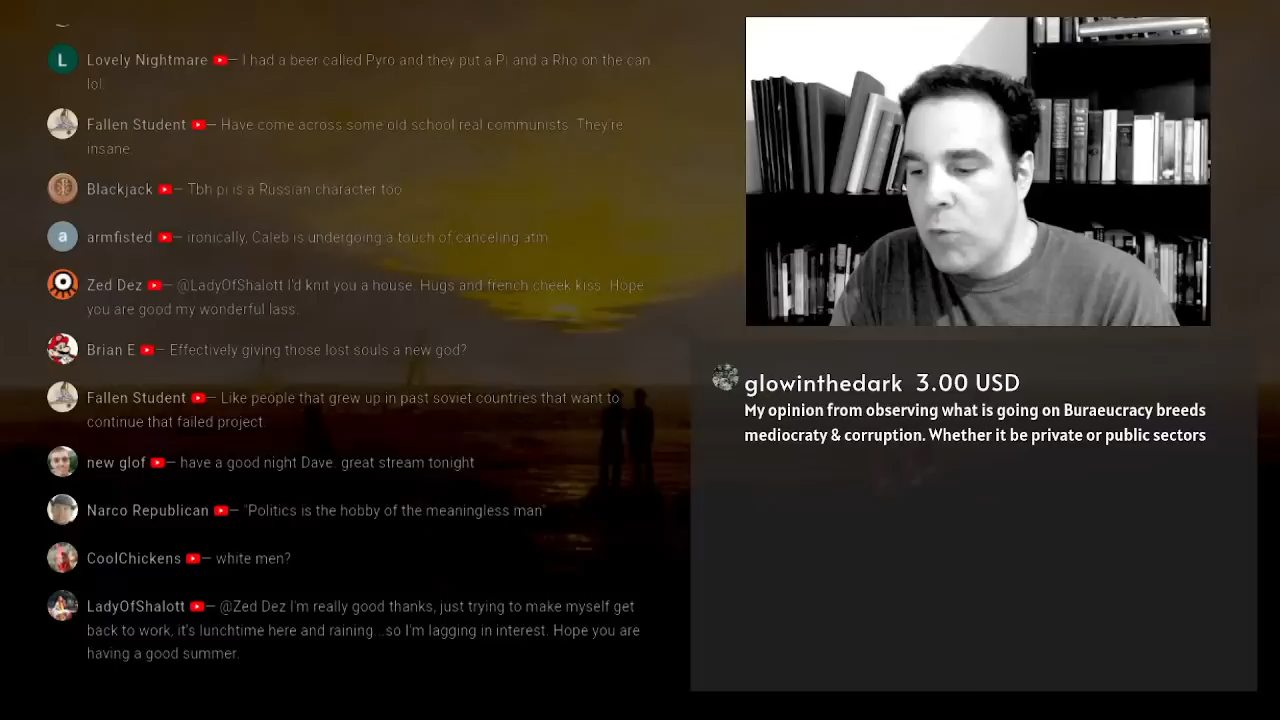 L
Lovely Nightmare — I had a beer called Pyro and they put a Pi and a Rho on the can
lol.
Fallen Student — Have come across some old school real communists. They're
insane.
Blackjack — Tbh pi is a Russian character too
a
armfisted — ironically, Caleb is undergoing a touch of canceling atm
Zed Dez — @LadyOfShalott I'd knit you a house. Hugs and french cheek kiss. Hope
you are good my wonderful lass.
Brian E — Effectively giving those lost souls a new god?
Fallen Student — Like people that grew up in past soviet countries that want to
continue that failed project.
new glof — have a good night Dave. great stream tonight
Narco Republican — "Politics is the hobby of the meaningless man"
CoolChickens — white men?
LadyOfShalott — @Zed Dez I'm really good thanks, just trying to make myself get
back to work, it's lunchtime here and raining...so I'm lagging in interest. Hope you are
having a good summer.
glowinthedark 3.00 USD
My opinion from observing what is going on Buraeucracy breeds
mediocraty & corruption. Whether it be private or public sectors